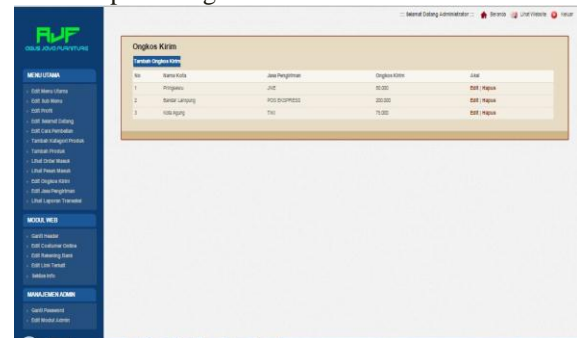 :: Selamat Datang Administrator :: Beranda Lihat Website Keluar
AJF
MENU UTAMA
Edit Menu Utama
Edit Sub Menu
Edit Profil
Edit Selamat Datang
Edit Cara Pembelian
Tambah Kategori Produk
Tambah Produk
Lihat Order Masuk
Lihat Pesan Masuk
Edit Ongkos Kirim
Edit Jasa Pengiriman
Lihat Laporan Transaksi
MODUL WEB
Ganti Header
Edit Costumer Online
Edit Rekening Bank
Edit Link Terkait
Sekilas Info
MANAJEMEN ADMIN
Ganti Password
Edit Modul Admin
Ongkos Kirim
Tambah Ongkos Kirim
No Nama Kota Jasa Pengiriman Ongkos Kirim Aksi
1 Pringsewu JNE Edit | Hapus
2 Bandar Lampung POS EKSPRESS Edit | Hapus
3 Kota Agung TIKI 75.000 Edit | Hapus